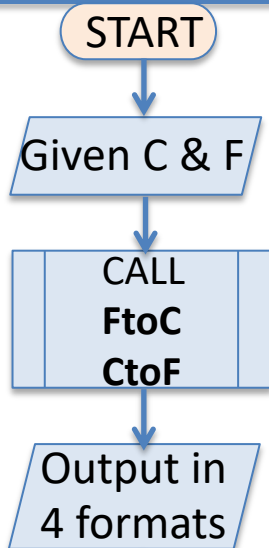 START
Given C & F
CALL
FtoC
CtoF
Output in
4 formats